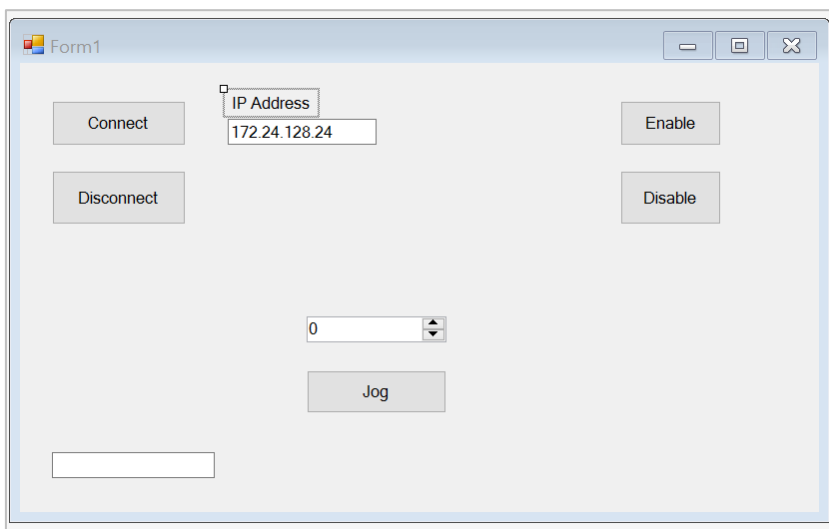 Form1
IP Address
Connect
172.24.128.24
Enable
Disconnect
Disable
0
Jog